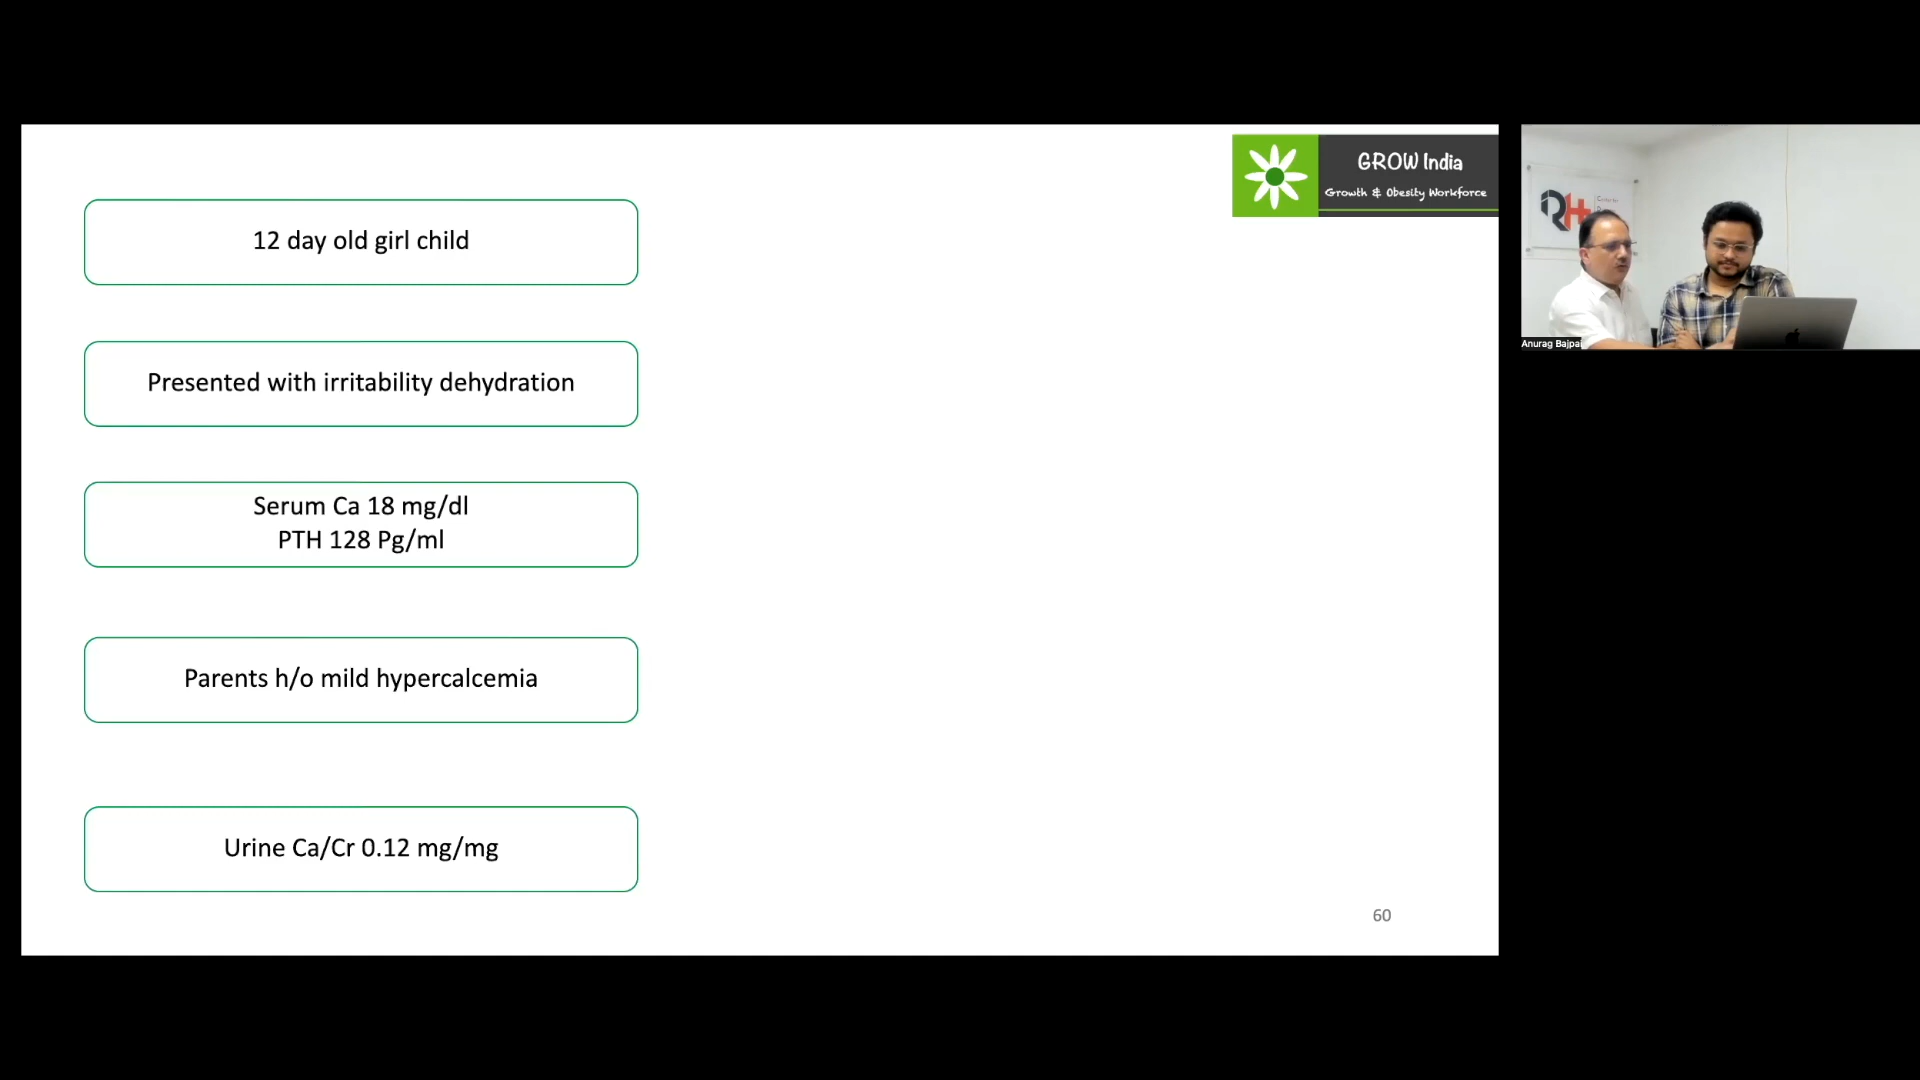 GROW India
Growth & Obesity Workforce
12 day old girl child
Presented with irritability dehydration
Serum Ca 18 mg/dl
PTH 128 Pg/ml
Parents h/o mild hypercalcemia
Urine Ca/Cr 0.12 mg/mg
60
RH
Anurag Bajpai